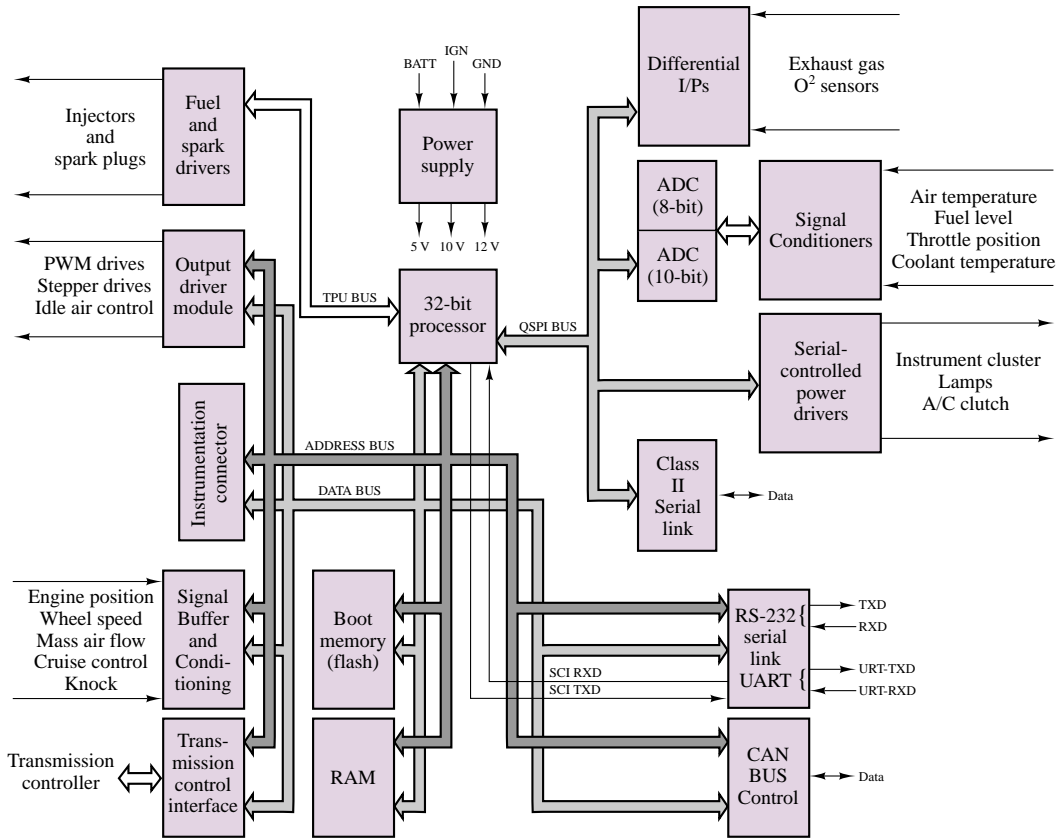 BATT
IGN
GND
Power
supply
5 V
10 V
12 V
Injectors
and
spark plugs
Fuel
and
spark
drivers
Differential
I/Ps
Exhaust gas
O² sensors
ADC
(8-bit)
ADC
(10-bit)
Signal
Conditioners
Air temperature
Fuel level
Throttle position
Coolant temperature
PWM drives
Stepper drives
Idle air control
Output
driver
module
TPU BUS
32-bit
processor
QSPI BUS
Serial-
controlled
power
drivers
Instrument cluster
Lamps
A/C clutch
Instrumentation
connector
ADDRESS BUS
DATA BUS
Class
II
Serial
link
Data
Engine position
Wheel speed
Mass air flow
Cruise control
Knock
Signal
Buffer
and
Condi-
tioning
Boot
memory
(flash)
RS-232 {
serial
link
UART {
TXD
RXD
URT-TXD
URT-RXD
SCI RXD
SCI TXD
Transmission
controller
Trans-
mission
control
interface
RAM
CAN
BUS
Control
Data